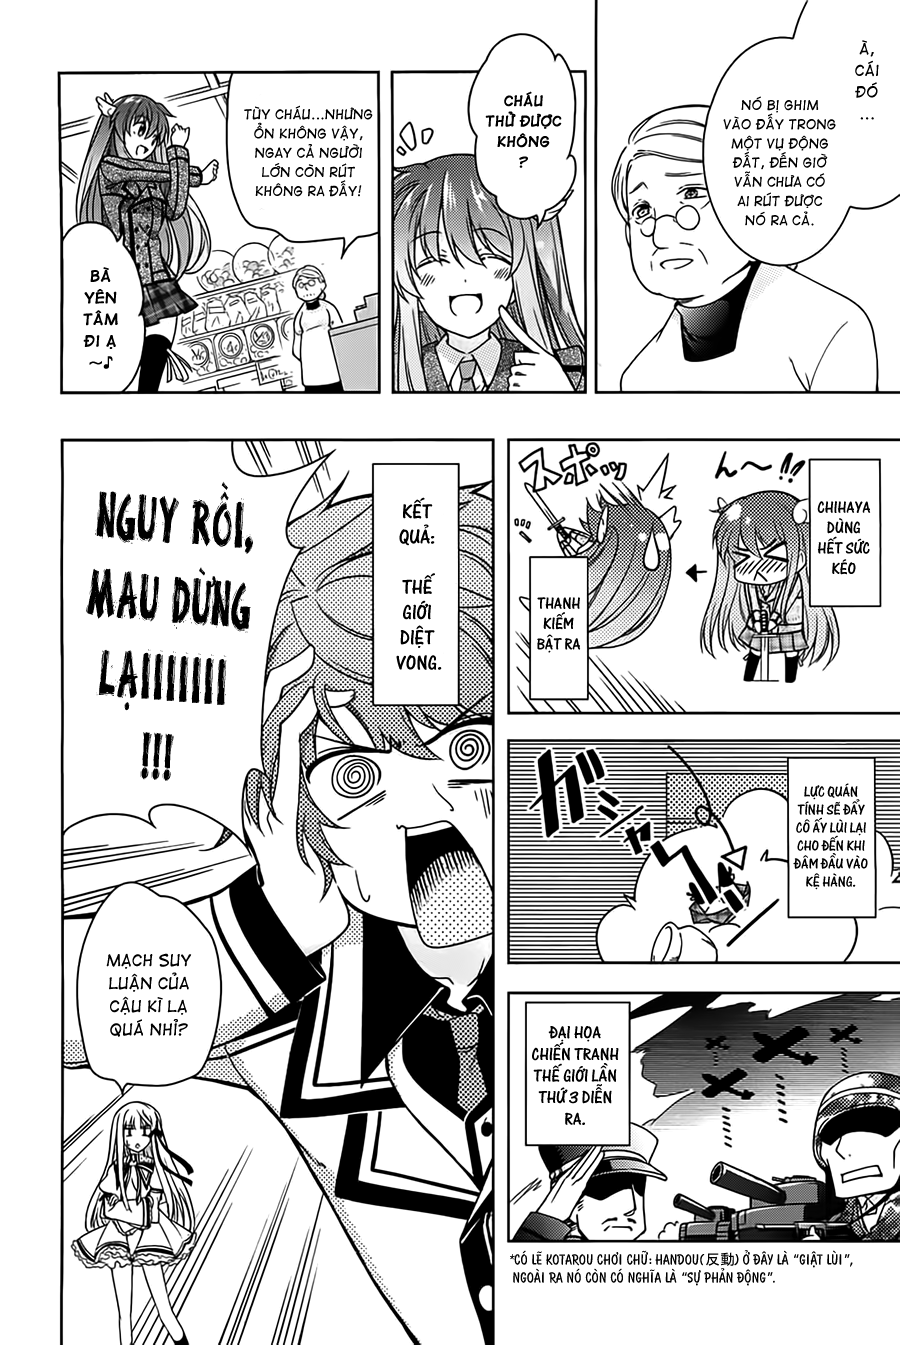 À,
CÁI
ĐÓ
...
NÓ BỊ GHIM
VÀO ĐẤY TRONG
MỘT VỤ ĐỘNG
ĐẤT, ĐẾN GIỜ
VẪN CHƯA CÓ
AI RÚT ĐƯỢC
NÓ RA CẢ.
CHÁU
THỬ ĐƯỢC
KHÔNG
?
TÙY CHÁU...NHƯNG
ỔN KHÔNG VẬY,
NGAY CẢ NGƯỜI
LỚN CÒN RÚT
KHÔNG RA ĐẤY!
BÀ
YÊN
TÂM
ĐI Ạ
~♪
ん〜!!
CHIHAYA
DÙNG
HẾT SỨC
KÉO
スポッ
THANH
KIẾM
BẬT RA
LỰC QUÁN
TÍNH SẼ ĐẨY
CÔ ẤY LÙI LẠI
CHO ĐẾN KHI
ĐÂM ĐẦU VÀO
KỆ HÀNG.
ガシャアン
ĐẠI HỌA
CHIẾN TRANH
THẾ GIỚI LẦN
THỨ 3 DIỄN
RA.
*CÓ LẼ KOTAROU CHƠI CHỮ: HANDOU(反動) Ở ĐÂY LÀ "GIẬT LÙI",
NGOÀI RA NÓ CÒN CÓ NGHĨA LÀ "SỰ PHẢN ĐỘNG".
KẾT
QUẢ:
THẾ
GIỚI
DIỆT
VONG.
NGUY RỒI,
MAU DỪNG
LẠIIIIIIII
!!!
MẠCH SUY
LUẬN CỦA
CẬU KÌ LẠ
QUÁ NHỈ?